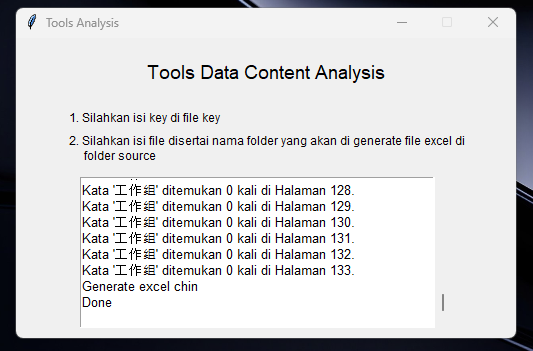 Tools Analysis
Tools Data Content Analysis
1. Silahkan isi key di file key
2. Silahkan isi file disertai nama folder yang akan di generate file excel di
folder source
Kata '工作組' ditemukan 0 kali di Halaman 128.
Kata '工作組' ditemukan 0 kali di Halaman 129.
Kata '工作組' ditemukan 0 kali di Halaman 130.
Kata '工作組' ditemukan 0 kali di Halaman 131.
Kata '工作組' ditemukan 0 kali di Halaman 132.
Kata '工作組' ditemukan 0 kali di Halaman 133.
Generate excel chin
Done